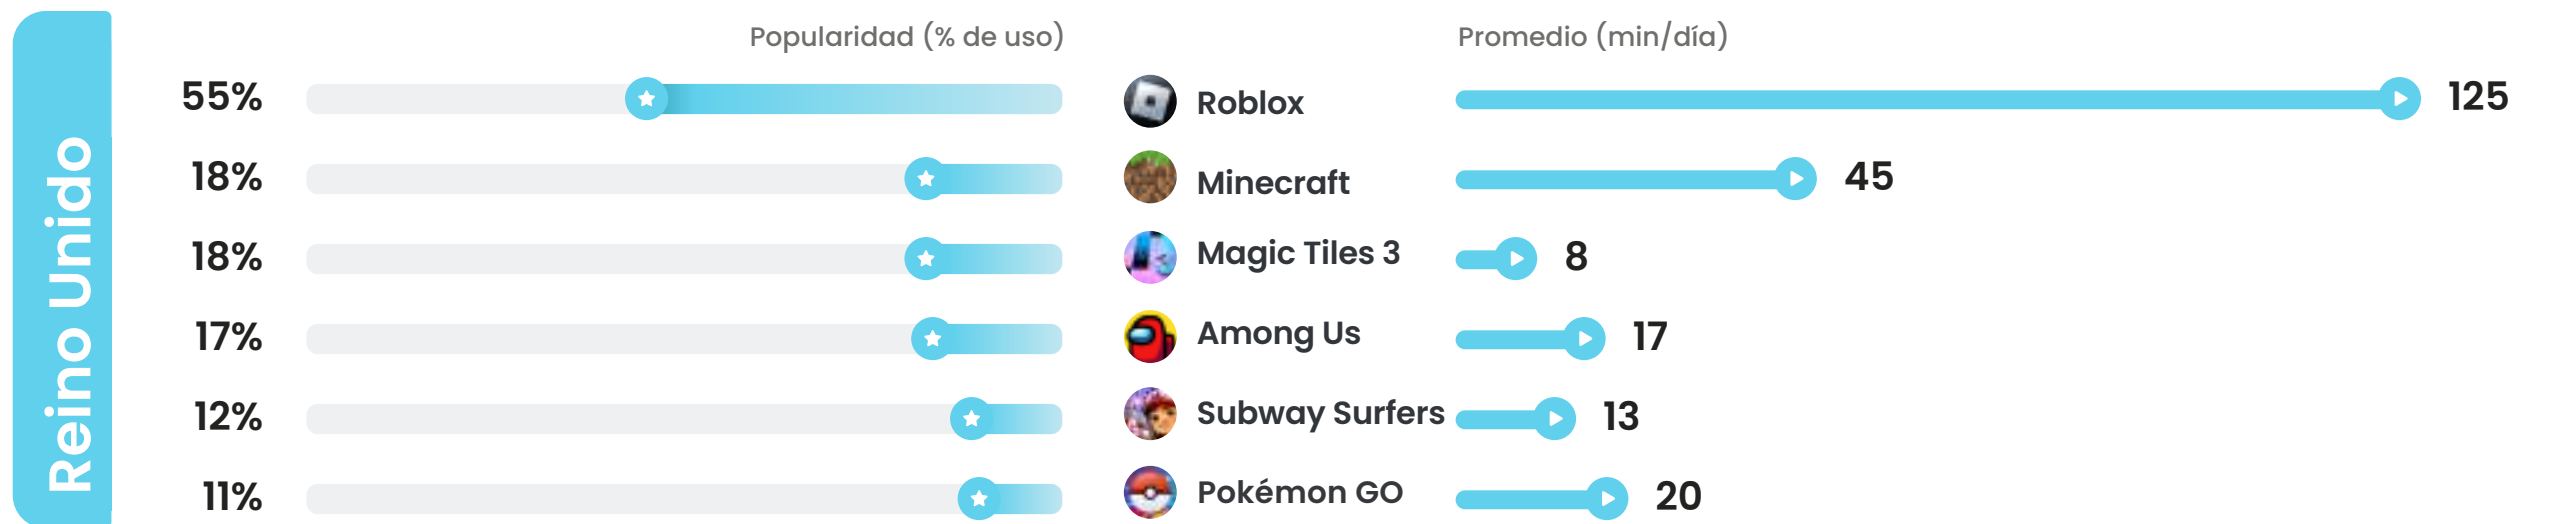 Reino Unido
Popularidad (% de uso) Promedio (min/día)
55% Roblox 125
18% Minecraft 45
18% Magic Tiles 3 8
17% Among Us 17
12% Subway Surfers 13
11% Pokémon GO 20